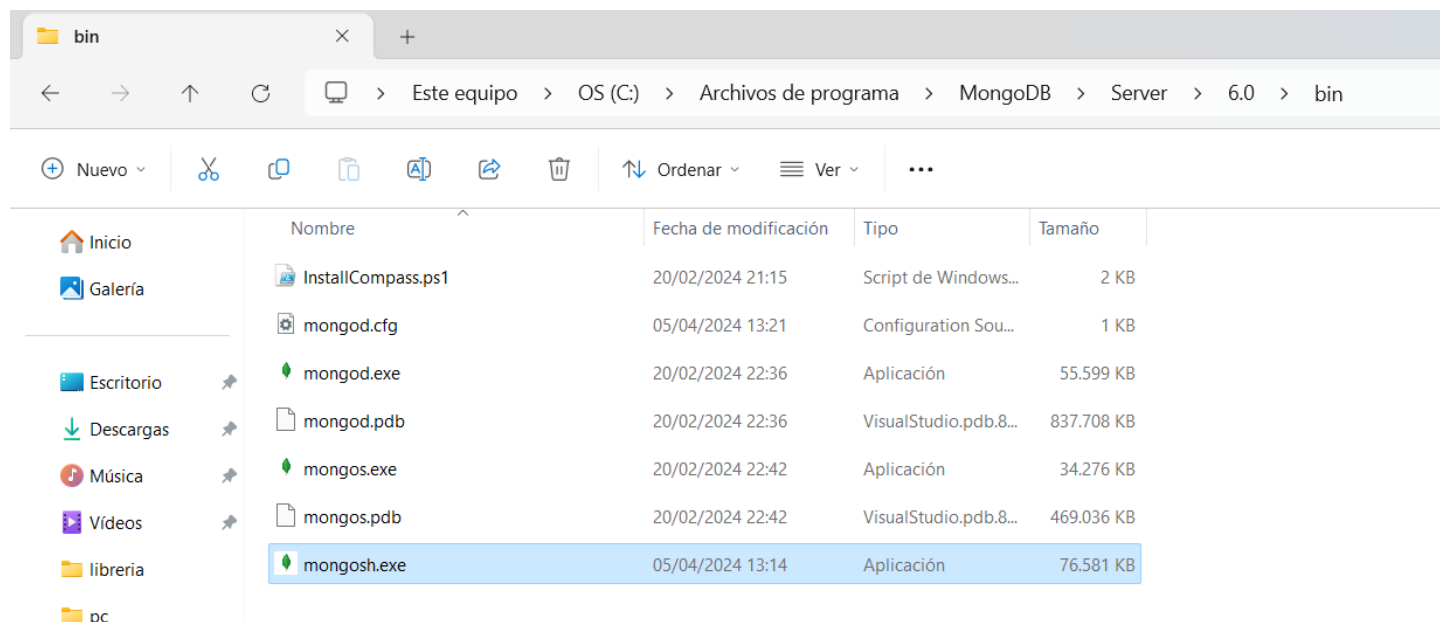 bin
Este equipo > OS (C:) > Archivos de programa > MongoDB > Server > 6.0 > bin
Nuevo Ordenar Ver
Inicio
Galería
Escritorio
Descargas
Música
Vídeos
libreria
pc
Nombre Fecha de modificación Tipo Tamaño
InstallCompass.ps1 20/02/2024 21:15 Script de Windows... 2 KB
mongod.cfg 05/04/2024 13:21 Configuration Sou... 1 KB
mongod.exe 20/02/2024 22:36 Aplicación 55.599 KB
mongod.pdb 20/02/2024 22:36 VisualStudio.pdb.8... 837.708 KB
mongos.exe 20/02/2024 22:42 Aplicación 34.276 KB
mongos.pdb 20/02/2024 22:42 VisualStudio.pdb.8... 469.036 KB
mongosh.exe 05/04/2024 13:14 Aplicación 76.581 KB